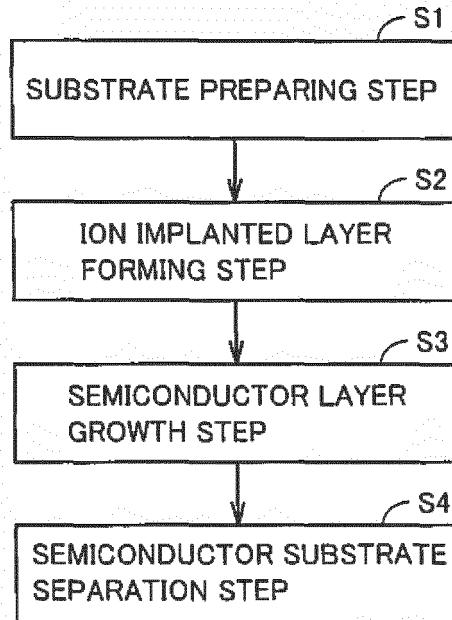 S1
SUBSTRATE PREPARING STEP
S2
ION IMPLANTED LAYER
FORMING STEP
S3
SEMICONDUCTOR LAYER
GROWTH STEP
S4
SEMICONDUCTOR SUBSTRATE
SEPARATION STEP